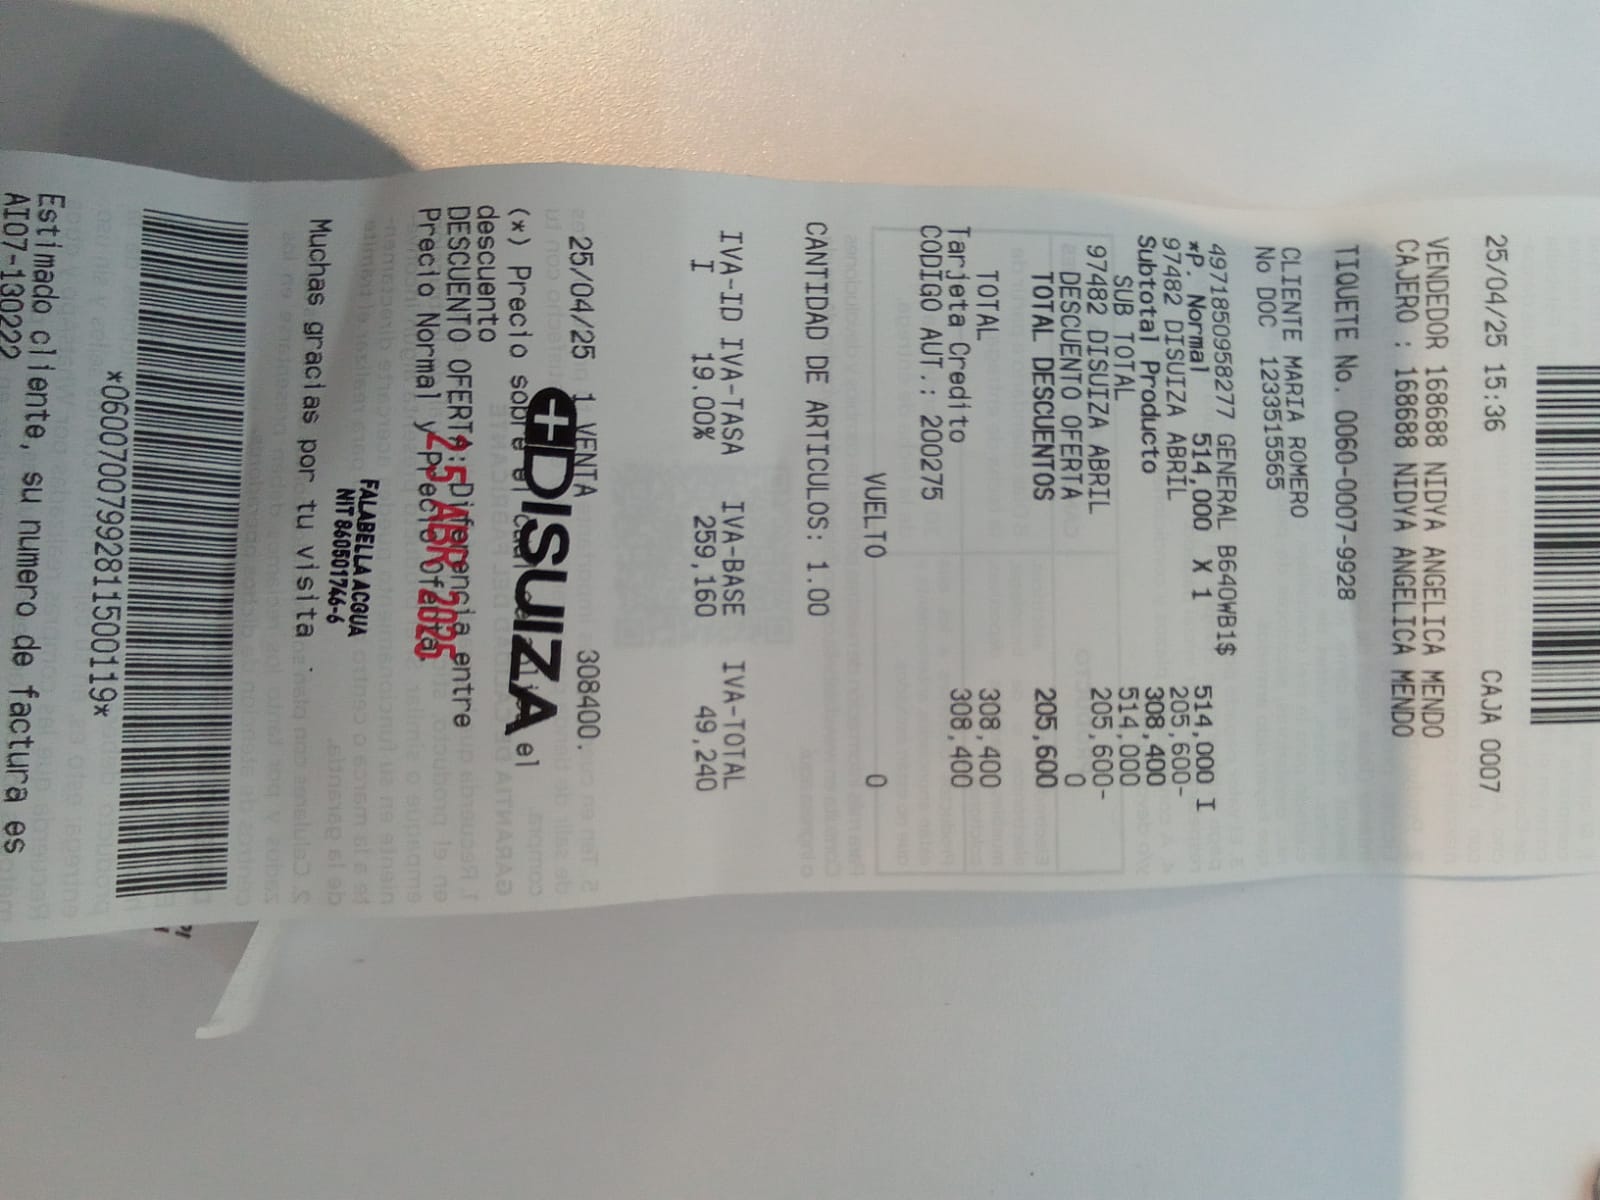 25/04/25 15:36 CAJA 0007
VENDEDOR 168688 NIDYA ANGELICA MENDO
CAJERO : 168688 NIDYA ANGELICA MENDO
TIQUETE No. 0060-0007-9928
CLIENTE MARIA ROMERO
No DOC 1233515565
4971850958277 GENERAL B640WB1$
*P. Normal 514,000 X 1 514,000 I
97482 DISUIZA ABRIL 205,600-
Subtotal Producto 308,400
SUB TOTAL 514,000
97482 DISUIZA ABRIL 205,600-
DESCUENTO OFERTA 0
TOTAL DESCUENTOS 205,600
TOTAL 308,400
Tarjeta Credito 308,400
CODIGO AUT.: 200275
VUELTO 0
CANTIDAD DE ARTICULOS: 1.00
IVA-ID IVA-TASA IVA-BASE IVA-TOTAL
I 19.00% 259,160 49,240
25/04/25 1 VENTA 308400.
DISUIZA
(*) Precio sobre el cual el
descuento
DESCUENTO OFERTA: Diferencia entre
Precio Normal y Precio Oferta.
25 ABR 2025
FALABELLA ACQUA
NIT 860501746-6
Muchas gracias por tu visita.
*060070079928115001119*
Estimado cliente, su numero de factura es
AI07-130222